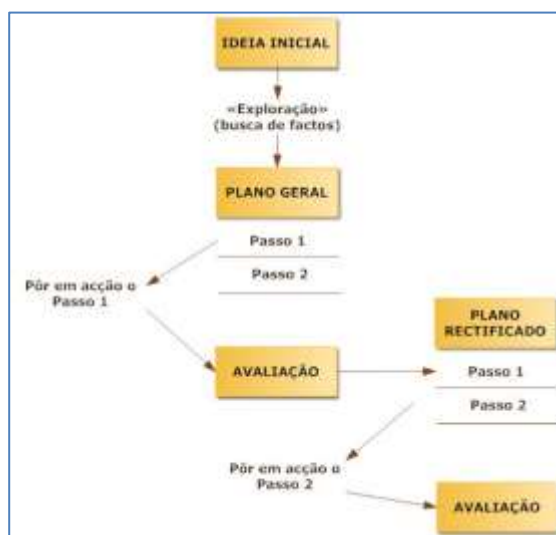 IDEIA INICIAL
«Exploração»
(busca de factos)
PLANO GERAL
Passo 1
Passo 2
Pôr em acção o
Passo 1
AVALIAÇÃO
PLANO
RECTIFICADO
Passo 1
Passo 2
Pôr em acção o
Passo 2
AVALIAÇÃO